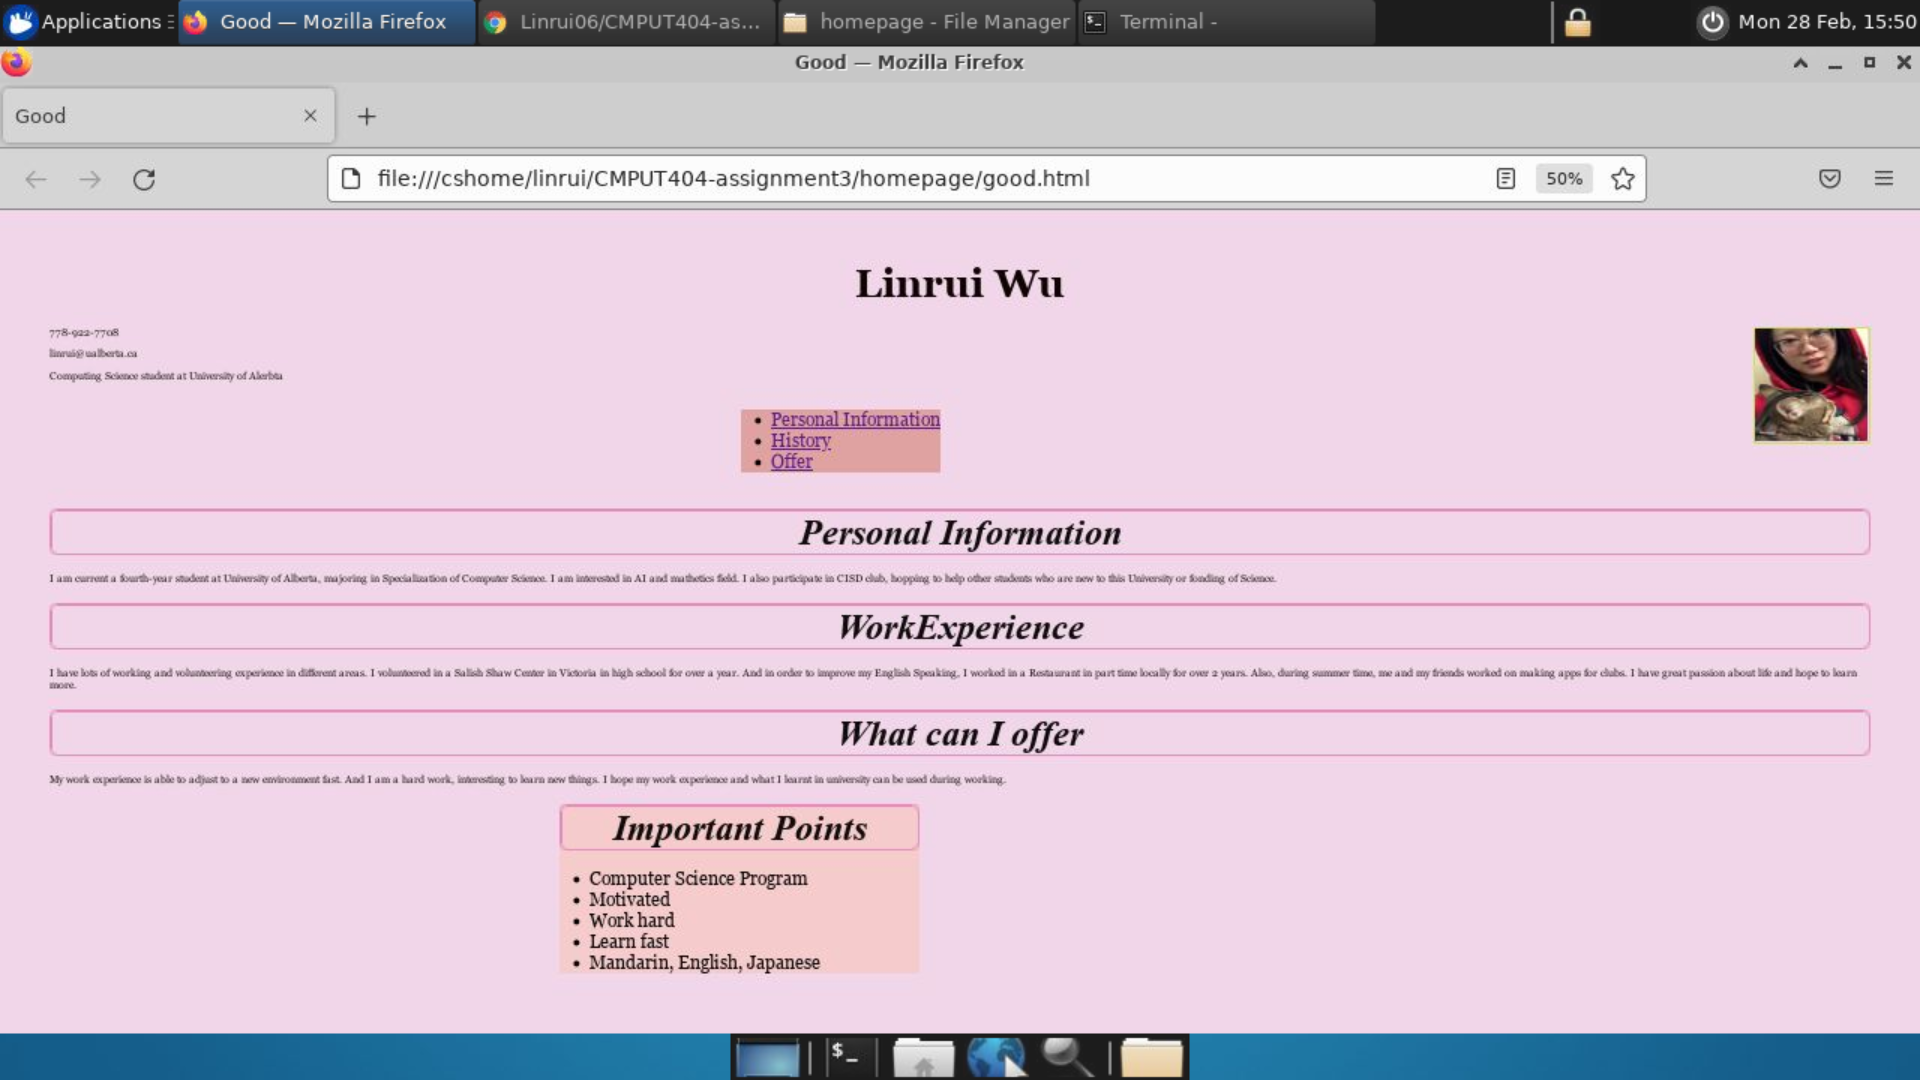 Applications
Good — Mozilla Firefox
Linrui06/CMPUT404-as...
homepage - File Manager
Terminal -
Mon 28 Feb, 15:50
Good — Mozilla Firefox
Good
file:///cshome/linrui/CMPUT404-assignment3/homepage/good.html
50%
Linrui Wu
778-922-7708
linrui@ualberta.ca
Computing Science student at University of Alerbta
Personal Information
History
Offer
Personal Information
I am current a fourth-year student at University of Alberta, majoring in Specialization of Computer Science. I am interested in AI and mathetics field. I also participate in CISD club, hopping to help other students who are new to this University or fonding of Science.
WorkExperience
I have lots of working and volunteering experience in different areas. I volunteered in a Salish Shaw Center in Victoria in high school for over a year. And in order to improve my English Speaking, I worked in a Restaurant in part time locally for over 2 years. Also, during summer time, me and my friends worked on making apps for clubs. I have great passion about life and hope to learn
more.
What can I offer
My work experience is able to adjust to a new environment fast. And I am a hard work, interesting to learn new things. I hope my work experience and what I learnt in university can be used during working.
Important Points
Computer Science Program
Motivated
Work hard
Learn fast
Mandarin, English, Japanese
$_